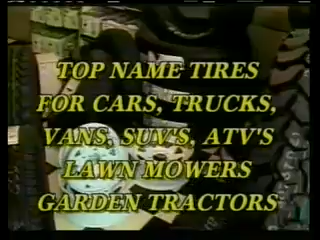 TOP NAME TIRES
FOR CARS, TRUCKS,
VANS, SUV'S, ATV'S
LAWN MOWERS
GARDEN TRACTORS